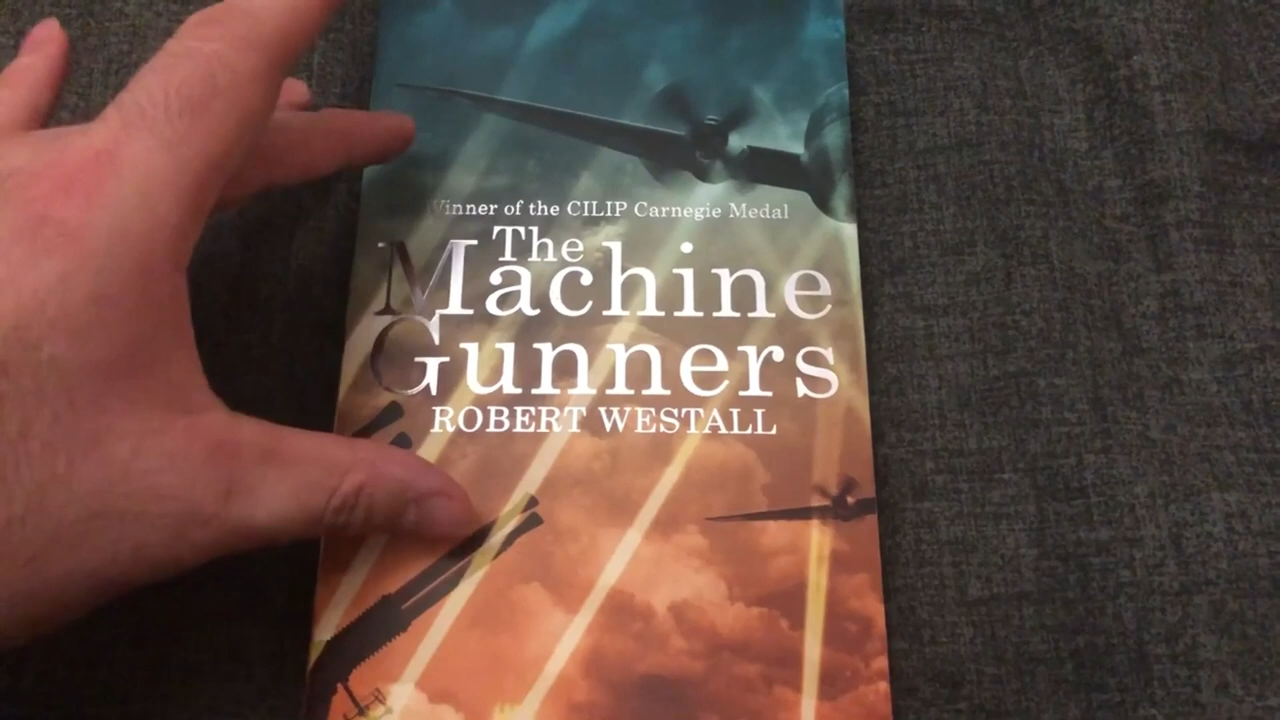 Winner of the CILIP Carnegie Medal
The
Machine
Gunners
ROBERT WESTALL